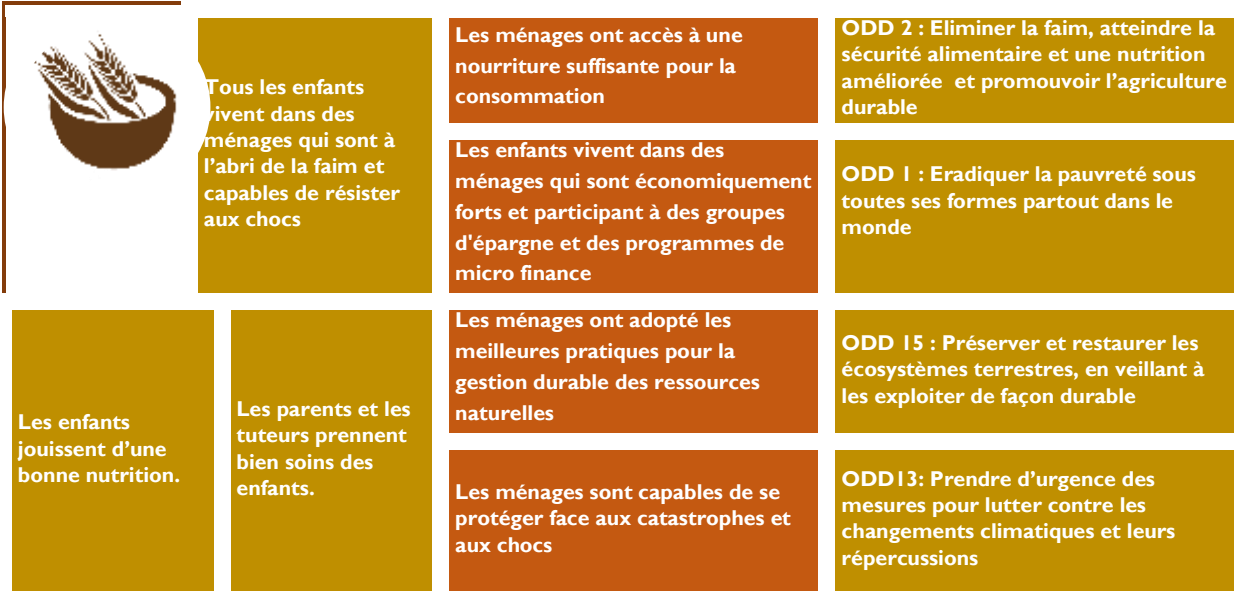 Tous les enfants
vivent dans des
ménages qui sont à
l’abri de la faim et
capables de résister
aux chocs
Les ménages ont accès à une
nourriture suffisante pour la
consommation
ODD 2 : Eliminer la faim, atteindre la
sécurité alimentaire et une nutrition
améliorée et promouvoir l’agriculture
durable
Les enfants vivent dans des
ménages qui sont économiquement
forts et participant à des groupes
d'épargne et des programmes de
micro finance
ODD 1 : Eradiquer la pauvreté sous
toutes ses formes partout dans le
monde
Les enfants
jouissent d’une
bonne nutrition.
Les parents et les
tuteurs prennent
bien soins des
enfants.
Les ménages ont adopté les
meilleures pratiques pour la
gestion durable des ressources
naturelles
ODD 15 : Préserver et restaurer les
écosystèmes terrestres, en veillant à
les exploiter de façon durable
Les ménages sont capables de se
protéger face aux catastrophes et
aux chocs
ODD13: Prendre d’urgence des
mesures pour lutter contre les
changements climatiques et leurs
répercussions